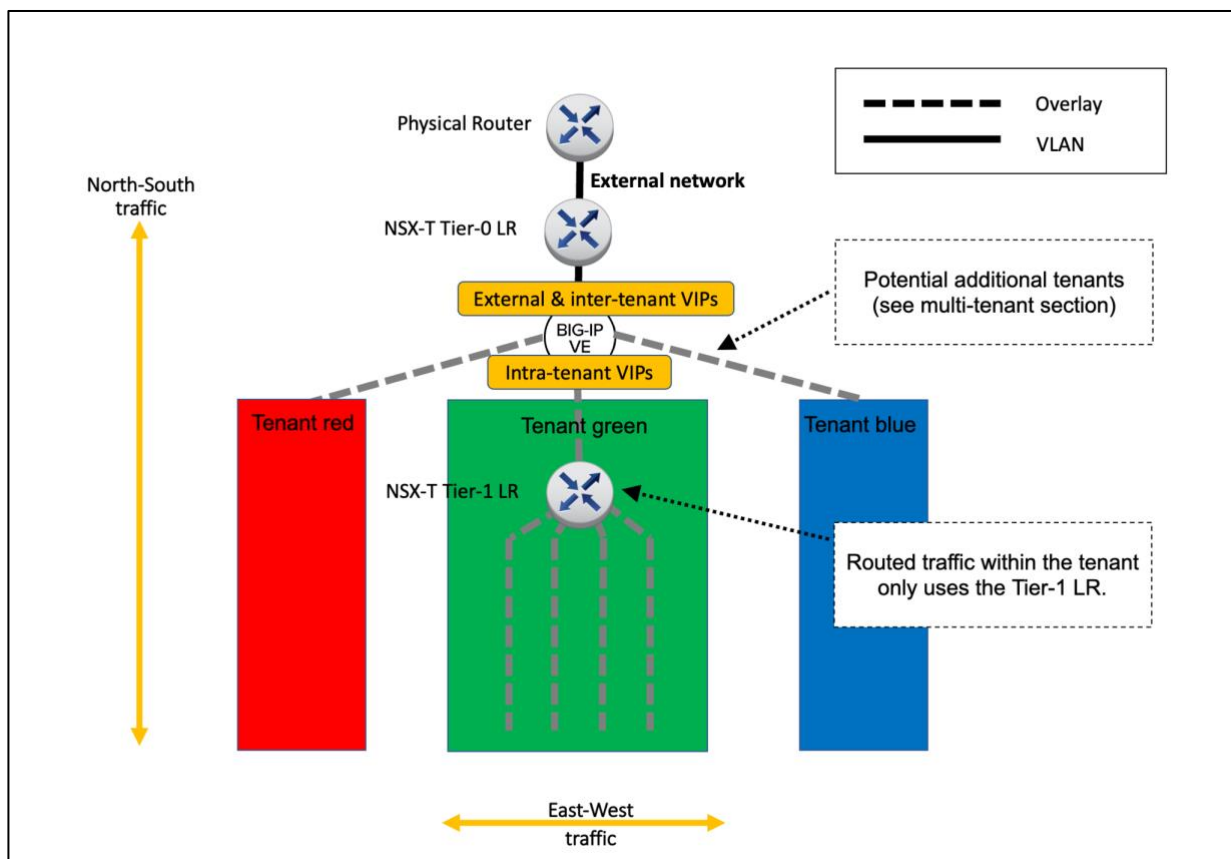 Overlay
VLAN
Physical Router
External network
North-South
traffic
NSX-T Tier-0 LR
Potential additional tenants
(see multi-tenant section)
External & inter-tenant VIPs
BIG-IP
VE
Intra-tenant VIPs
Tenant red
Tenant green
Tenant blue
NSX-T Tier-1 LR
Routed traffic within the tenant
only uses the Tier-1 LR.
East-West
traffic